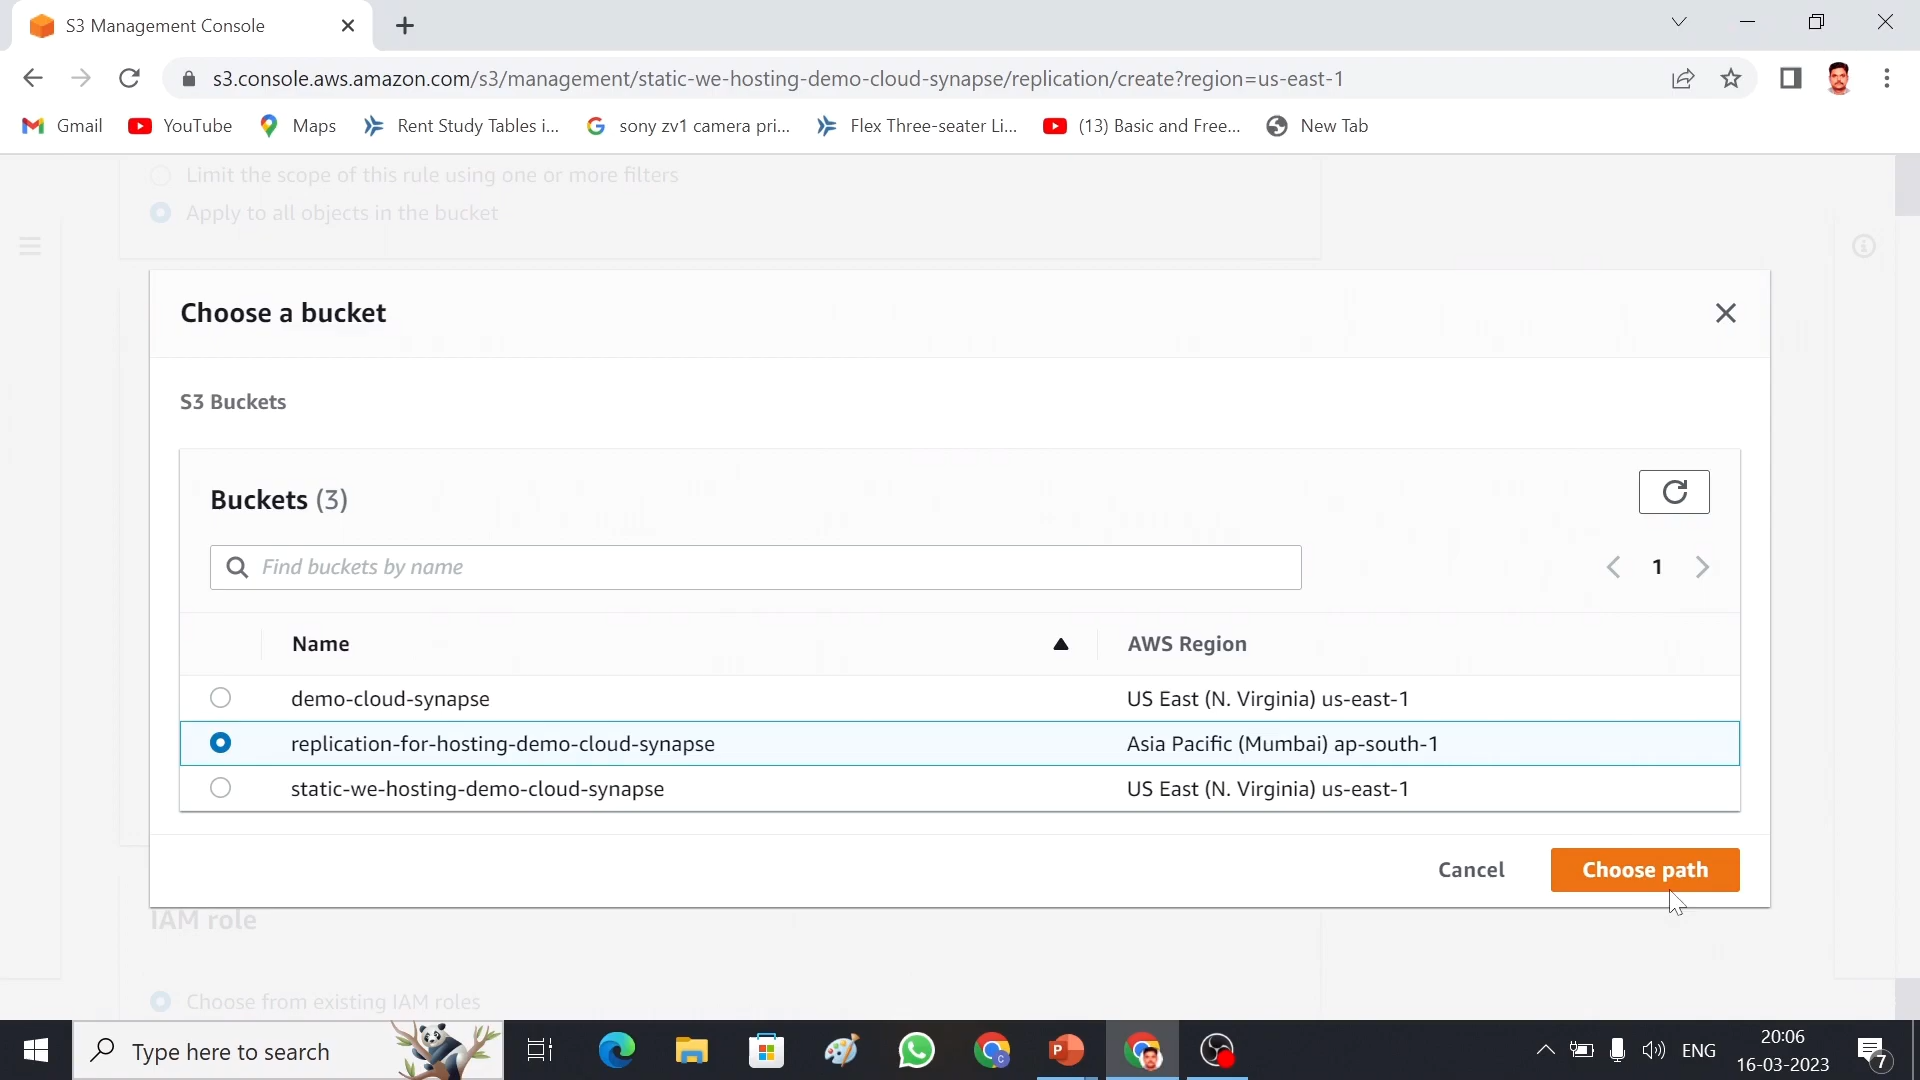 S3 Management Console
s3.console.aws.amazon.com/s3/management/static-we-hosting-demo-cloud-synapse/replication/create?region=us-east-1
Gmail YouTube Maps Rent Study Tables i... sony zv1 camera pri... Flex Three-seater Li... (13) Basic and Free... New Tab
Limit the scope of this rule using one or more filters
Apply to all objects in the bucket
Choose a bucket
S3 Buckets
Buckets (3)
Find buckets by name
1
Name AWS Region
demo-cloud-synapse US East (N. Virginia) us-east-1
replication-for-hosting-demo-cloud-synapse Asia Pacific (Mumbai) ap-south-1
static-we-hosting-demo-cloud-synapse US East (N. Virginia) us-east-1
Cancel Choose path
IAM role
Choose from existing IAM roles
Type here to search
ENG
20:06
16-03-2023
7